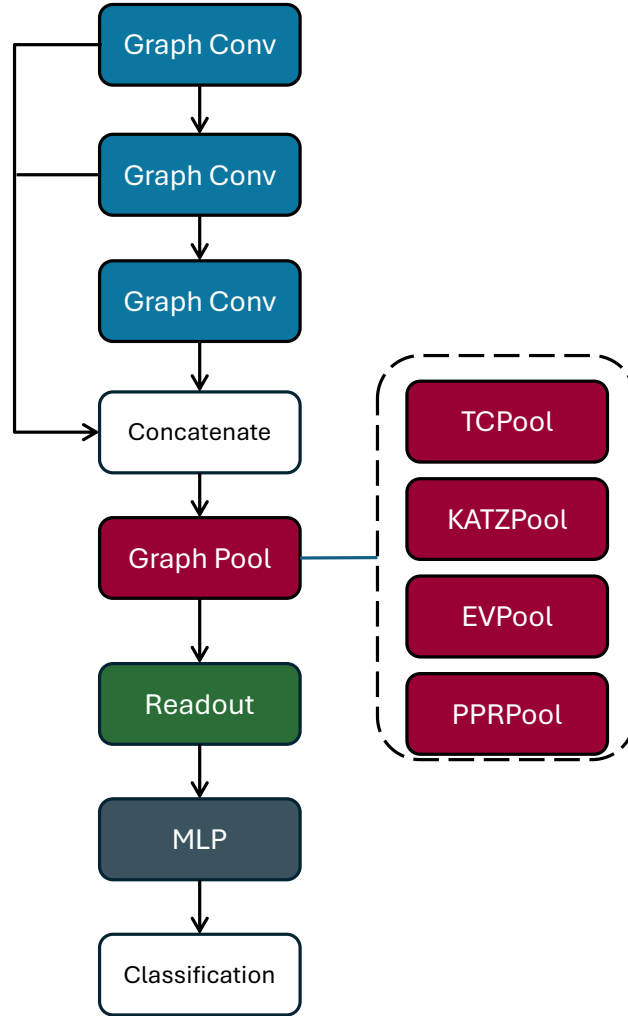 Graph Conv
Graph Conv
Graph Conv
Concatenate
Graph Pool
Readout
MLP
Classification
TCPool
KATZPool
EVPool
PPRPool